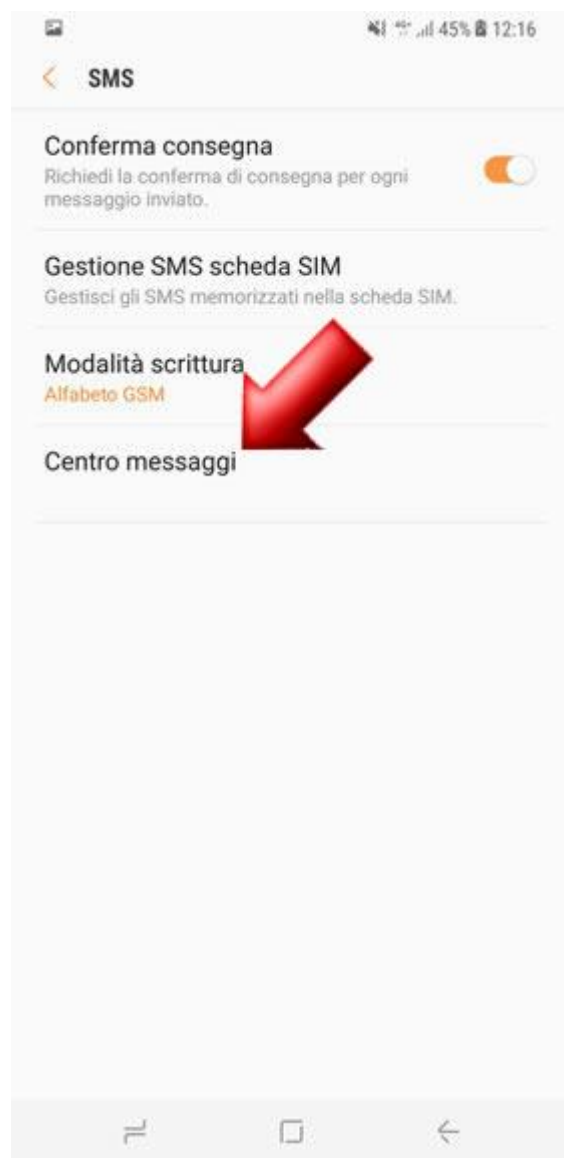 45% 12:16
SMS
Conferma consegna
Richiedi la conferma di consegna per ogni
messaggio inviato.
Gestione SMS scheda SIM
Gestisci gli SMS memorizzati nella scheda SIM.
Modalità scrittura
Alfabeto GSM
Centro messaggi